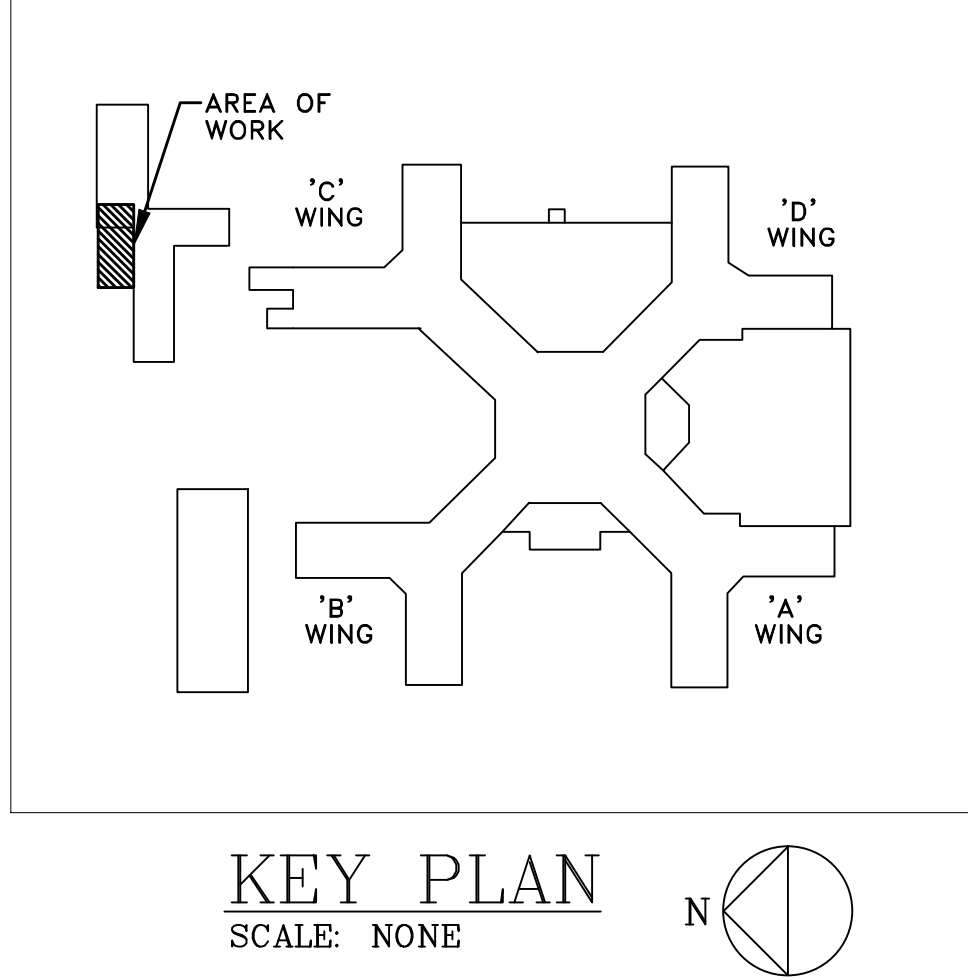 AREA OF
WORK
'C'
WING
'D'
WING
'B'
WING
'A'
WING
KEY PLAN
SCALE: NONE
N